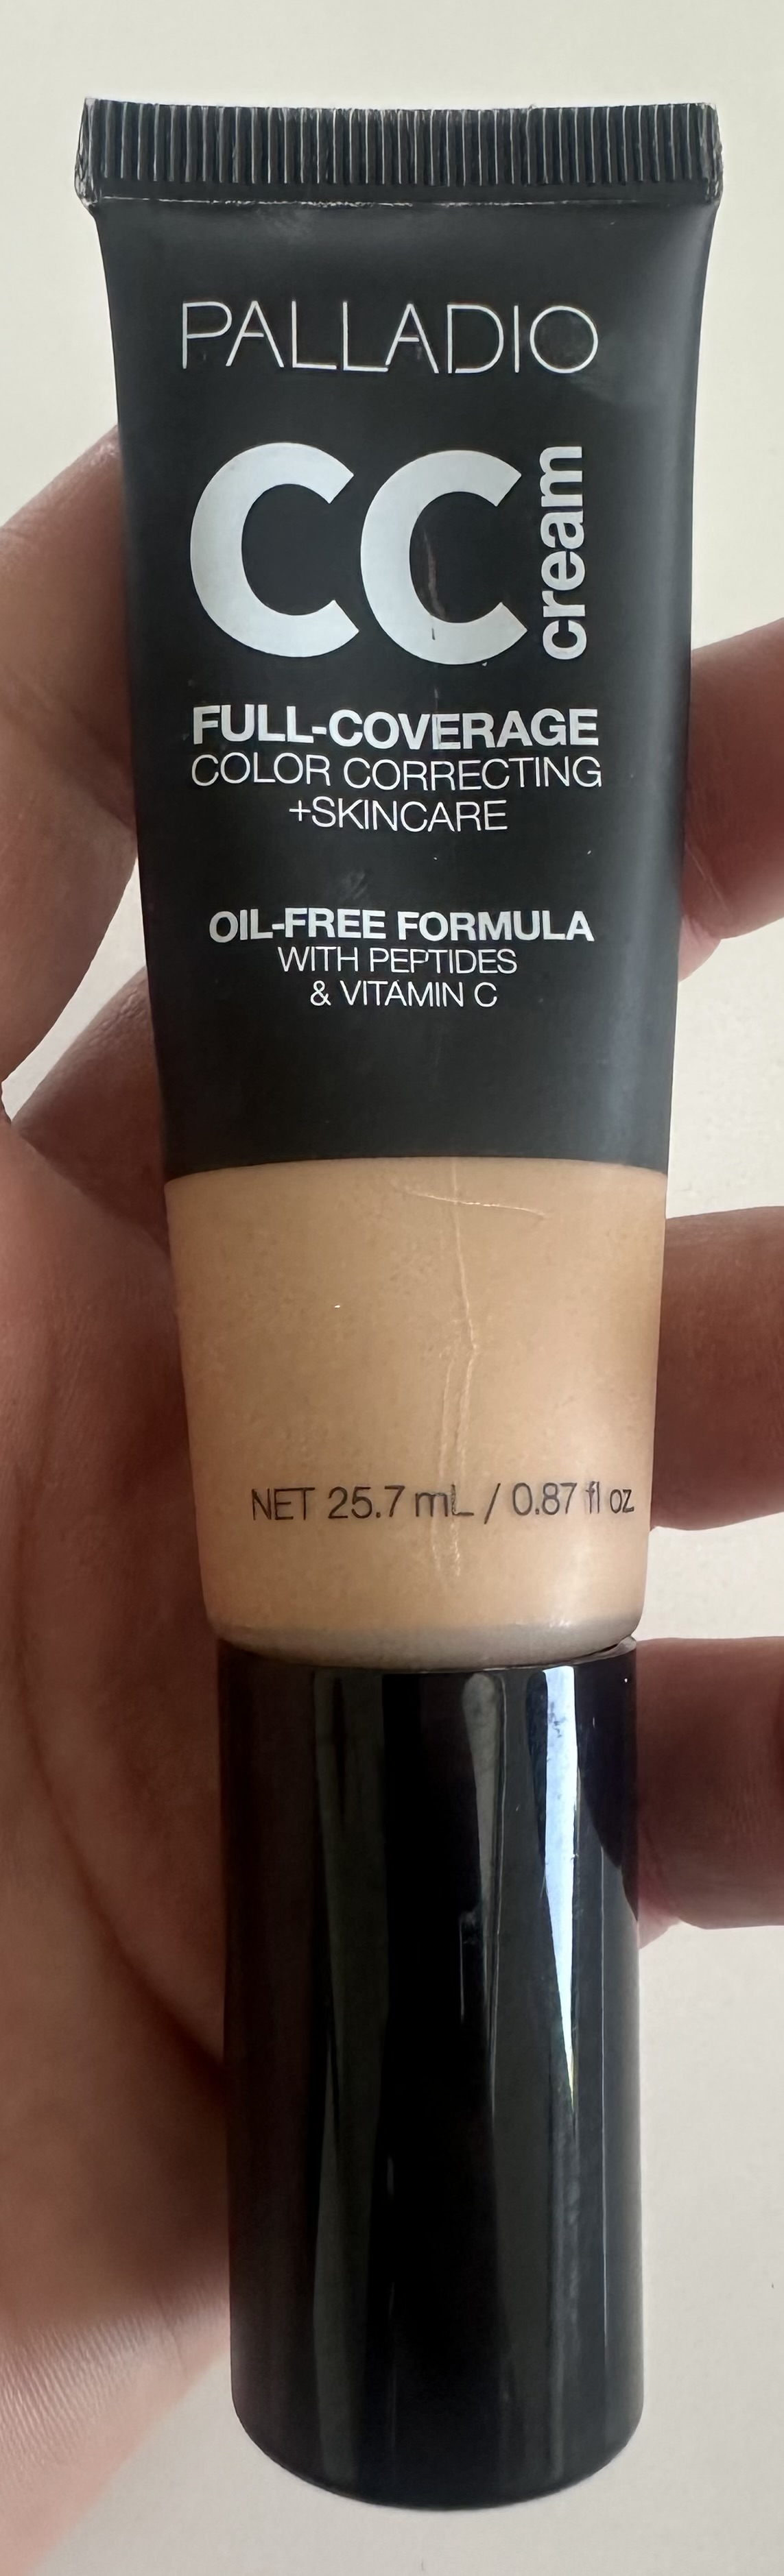 PALLADIO
CC cream
FULL-COVERAGE
COLOR CORRECTING
+SKINCARE
OIL-FREE FORMULA
WITH PEPTIDES
& VITAMIN C
NET 25.7 mL / 0.87 fl oz